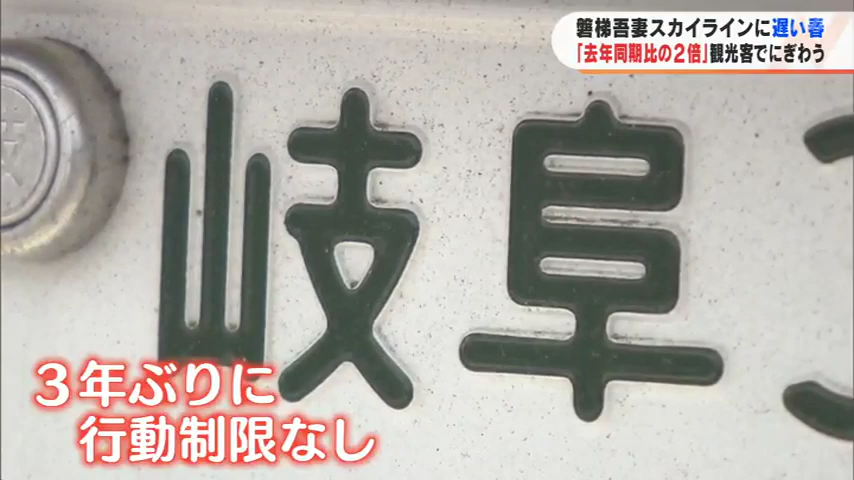 磐梯吾妻スカイラインに遅い春
「去年同期比の2倍」観光客でにぎわう
岐阜
3年ぶりに
行動制限なし